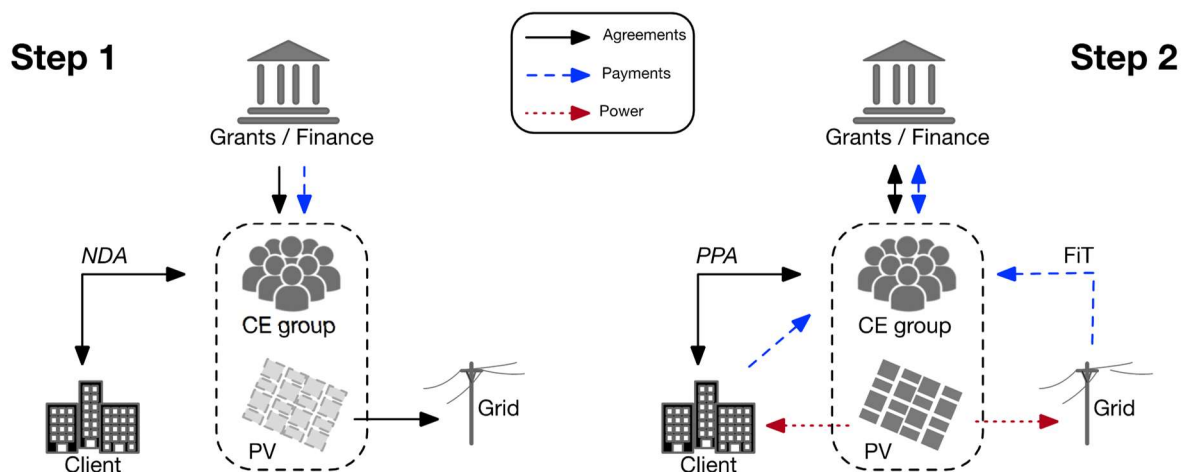 Step 1
Agreements
Payments
Power
Step 2
Grants / Finance
Grants / Finance
NDA
CE group
PV
Grid
Client
PPA
FiT
CE group
PV
Grid
Client